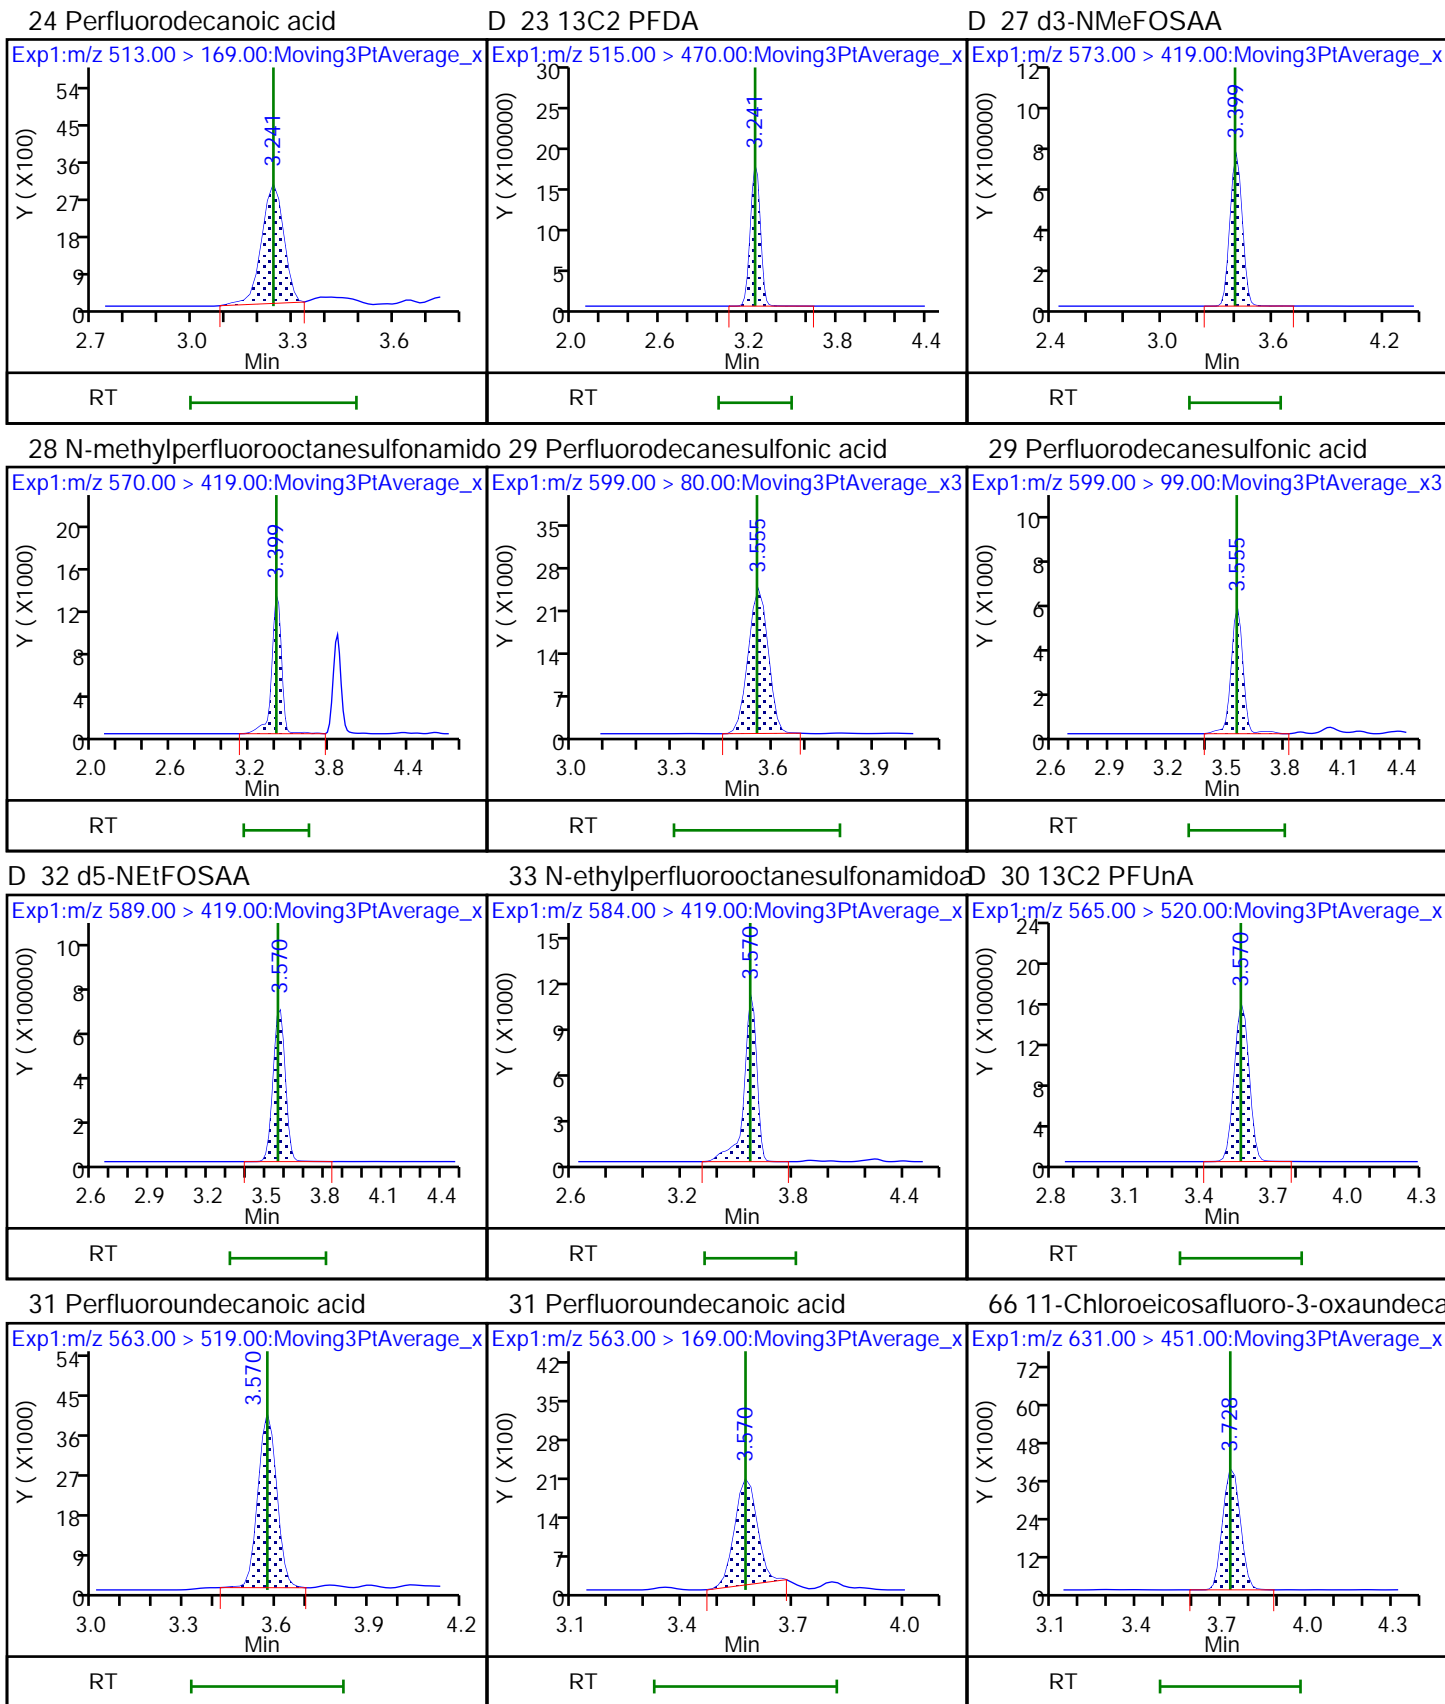 24 Perfluorodecanoic acid
Exp1:m/z 513.00 > 169.00:Moving3PtAverage_x
Y ( X100)
54
45
36
27
18
9
0
3.241
2.7 3.0 3.3 3.6
Min
RT
D 23 13C2 PFDA
Exp1:m/z 515.00 > 470.00:Moving3PtAverage_x
Y ( X100000)
30
25
20
15
10
5
0
3.241
2.0 2.6 3.2 3.8 4.4
Min
RT
D 27 d3-NMeFOSAA
Exp1:m/z 573.00 > 419.00:Moving3PtAverage_x
Y ( X100000)
12
10
8
6
4
2
0
3.399
2.4 3.0 3.6 4.2
Min
RT
28 N-methylperfluorooctanesulfonamido
Exp1:m/z 570.00 > 419.00:Moving3PtAverage_x
Y ( X1000)
20
16
12
8
4
0
3.399
2.0 2.6 3.2 3.8 4.4
Min
RT
29 Perfluorodecanesulfonic acid
Exp1:m/z 599.00 > 80.00:Moving3PtAverage_x3
Y ( X1000)
35
28
21
14
7
0
3.555
3.0 3.3 3.6 3.9
Min
RT
29 Perfluorodecanesulfonic acid
Exp1:m/z 599.00 > 99.00:Moving3PtAverage_x3
Y ( X1000)
10
8
6
4
2
0
3.555
2.6 2.9 3.2 3.5 3.8 4.1 4.4
Min
RT
D 32 d5-NEtFOSAA
Exp1:m/z 589.00 > 419.00:Moving3PtAverage_x
Y ( X100000)
10
8
6
4
2
0
3.570
2.6 2.9 3.2 3.5 3.8 4.1 4.4
Min
RT
33 N-ethylperfluorooctanesulfonamidoa
Exp1:m/z 584.00 > 419.00:Moving3PtAverage_x
Y ( X1000)
15
12
9
6
3
0
3.570
2.6 3.2 3.8 4.4
Min
RT
D 30 13C2 PFUnA
Exp1:m/z 565.00 > 520.00:Moving3PtAverage_x
Y ( X100000)
24
20
16
12
8
4
0
3.570
2.8 3.1 3.4 3.7 4.0 4.3
Min
RT
31 Perfluoroundecanoic acid
Exp1:m/z 563.00 > 519.00:Moving3PtAverage_x
Y ( X1000)
54
45
36
27
18
9
0
3.570
3.0 3.3 3.6 3.9 4.2
Min
RT
31 Perfluoroundecanoic acid
Exp1:m/z 563.00 > 169.00:Moving3PtAverage_x
Y ( X100)
42
35
28
21
14
7
0
3.570
3.1 3.4 3.7 4.0
Min
RT
66 11-Chloroeicosafluoro-3-oxaundeca
Exp1:m/z 631.00 > 451.00:Moving3PtAverage_x
Y ( X1000)
72
60
48
36
24
12
0
3.728
3.1 3.4 3.7 4.0 4.3
Min
RT